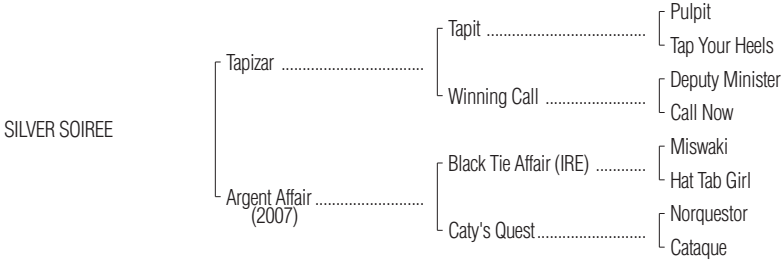 Pulpit
Tapit ....................................
Tap Your Heels
Tapizar ................................
Deputy Minister
Winning Call .......................
Call Now
SILVER SOIREE
Miswaki
Black Tie Affair (IRE) ...........
Hat Tab Girl
Argent Affair ........................
(2007)
Norquestor
Caty's Quest.........................
Cataque